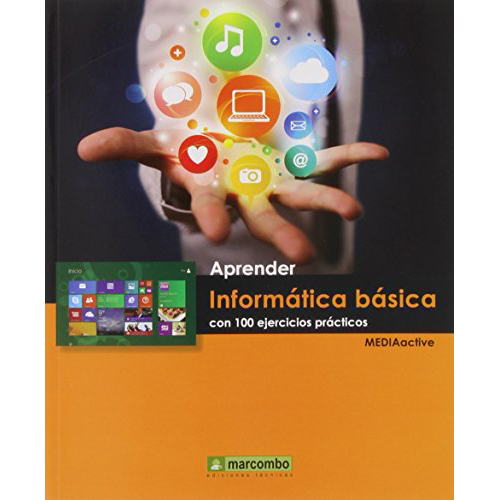 Inicio
Aprender
Informática básica
con 100 ejercicios prácticos
MEDIAactive
marcombo
ediciones técnicas